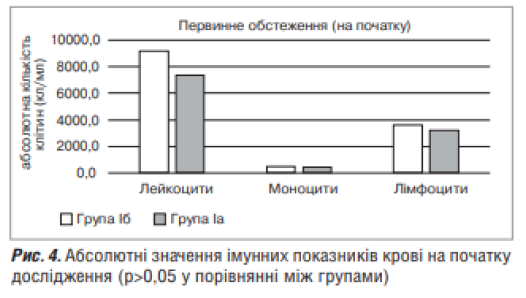 Первинне обстеження (на початку)
абсолютна кількість
клітин (кл/мл)
10000,0
8000,0
6000,0
4000,0
2000,0
0,0
Лейкоцити Моноцити Лімфоцити
Група Іб Група Іа
Рис. 4. Абсолютні значення імунних показників крові на початку
дослідження (р>0,05 у порівнянні між групами)